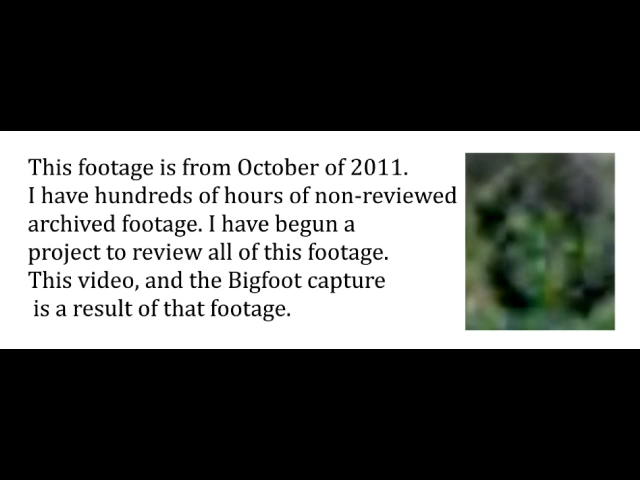 This footage is from October of 2011.
I have hundreds of hours of non-reviewed
archived footage. I have begun a
project to review all of this footage.
This video, and the Bigfoot capture
is a result of that footage.